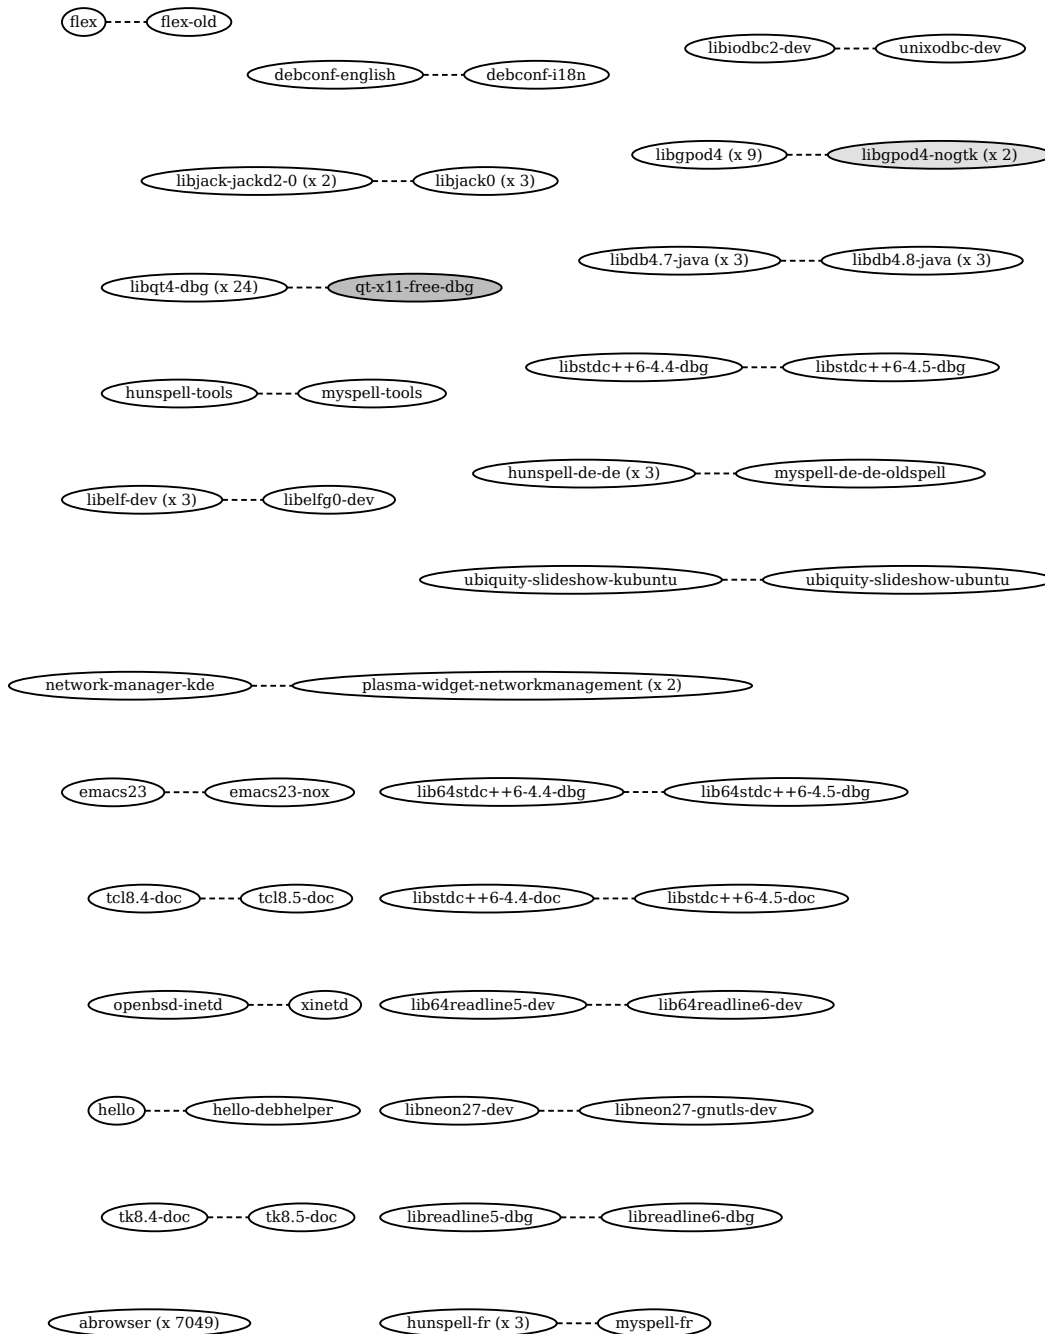 flex flex-old
libiodbc2-dev unixodbc-dev
debconf-english debconf-i18n
libgpod4 (x 9) libgpod4-nogtk (x 2)
libjack-jackd2-0 (x 2) libjack0 (x 3)
libdb4.7-java (x 3) libdb4.8-java (x 3)
libqt4-dbg (x 24) qt-x11-free-dbg
libstdc++6-4.4-dbg libstdc++6-4.5-dbg
hunspell-tools myspell-tools
hunspell-de-de (x 3) myspell-de-de-oldspell
libelf-dev (x 3) libelfg0-dev
ubiquity-slideshow-kubuntu ubiquity-slideshow-ubuntu
network-manager-kde plasma-widget-networkmanagement (x 2)
emacs23 emacs23-nox lib64stdc++6-4.4-dbg lib64stdc++6-4.5-dbg
tcl8.4-doc tcl8.5-doc libstdc++6-4.4-doc libstdc++6-4.5-doc
openbsd-inetd xinetd lib64readline5-dev lib64readline6-dev
hello hello-debhelper libneon27-dev libneon27-gnutls-dev
tk8.4-doc tk8.5-doc libreadline5-dbg libreadline6-dbg
abrowser (x 7049) hunspell-fr (x 3) myspell-fr